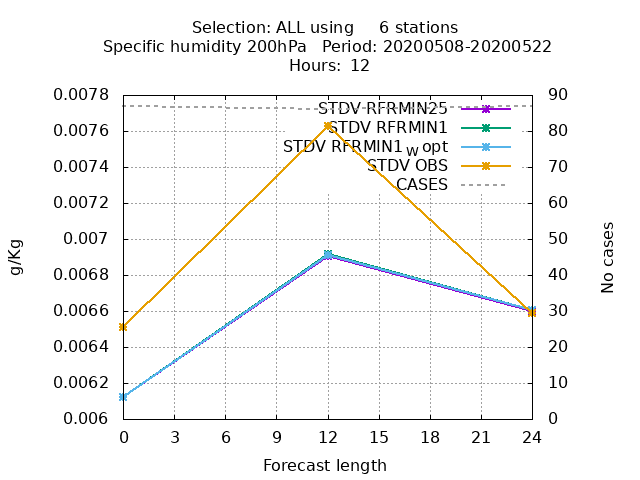 Selection: ALL using     6 stations
Specific humidity 200hPa   Period: 20200508-20200522
Hours:  12
0.0078
0.0076
0.0074
0.0072
0.007
0.0068
0.0066
0.0064
0.0062
0.006
g/Kg
STDV RFRMIN25
STDV RFRMIN1
STDV RFRMIN1 W opt
STDV OBS
CASES
90
80
70
60
50
40
30
20
10
0
No cases
0 3 6 9 12 15 18 21 24
Forecast length